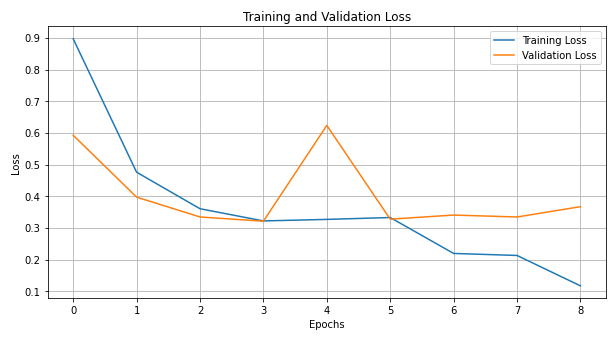 Training and Validation Loss
Training Loss
Validation Loss
Loss
0.9
0.8
0.7
0.6
0.5
0.4
0.3
0.2
0.1
0 1 2 3 4 5 6 7 8
Epochs